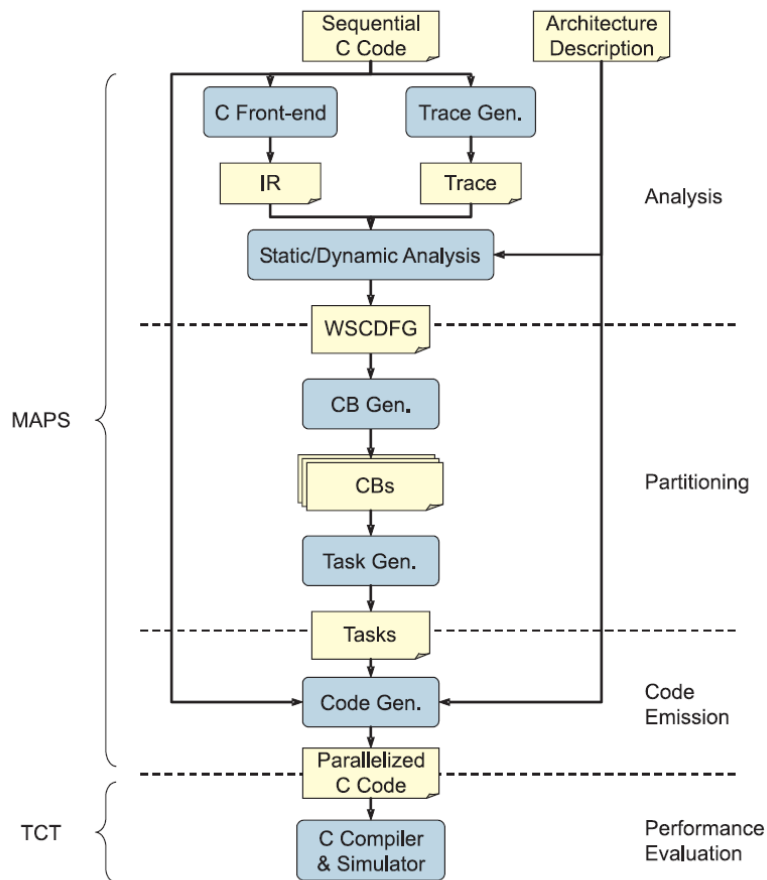 Sequential
C Code
Architecture
Description
C Front-end
Trace Gen.
IR
Trace
Analysis
Static/Dynamic Analysis
WSCDFG
CB Gen.
MAPS
CBs
Partitioning
Task Gen.
Tasks
Code Gen.
Code
Emission
Parallelized
C Code
TCT
C Compiler
& Simulator
Performance
Evaluation